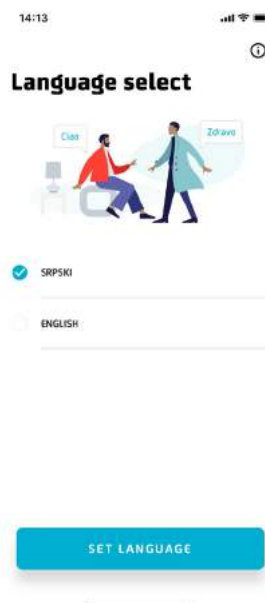 14:13
Language select
Ciao
Zdravo
SRPSKI
ENGLISH
SET LANGUAGE